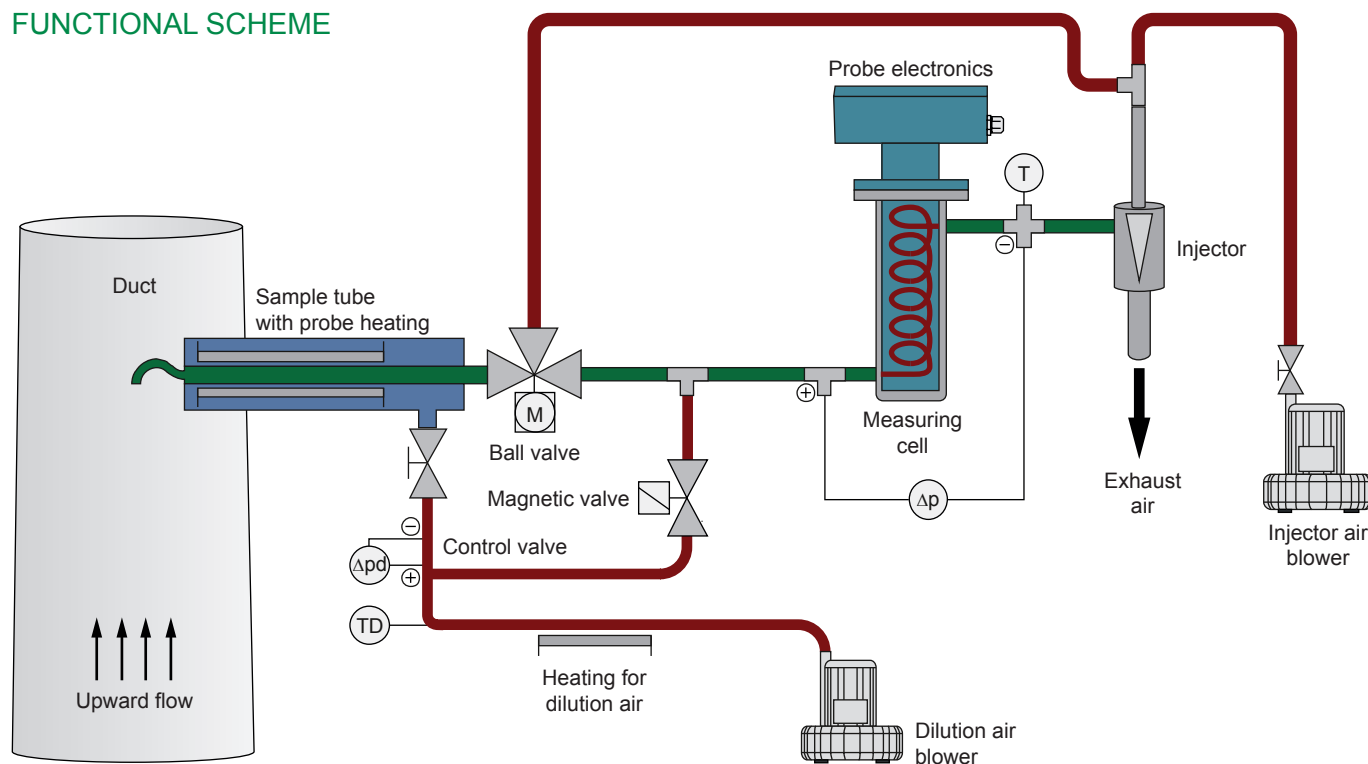 FUNCTIONAL SCHEME
Probe electronics
T
Injector
Duct
Sample tube
with probe heating
−
M
Ball valve
+
Measuring
cell
Magnetic valve
Δp
Exhaust
air
Injector air
blower
−
Control valve
Δpd
+
TD
Heating for
dilution air
Upward flow
Dilution air
blower